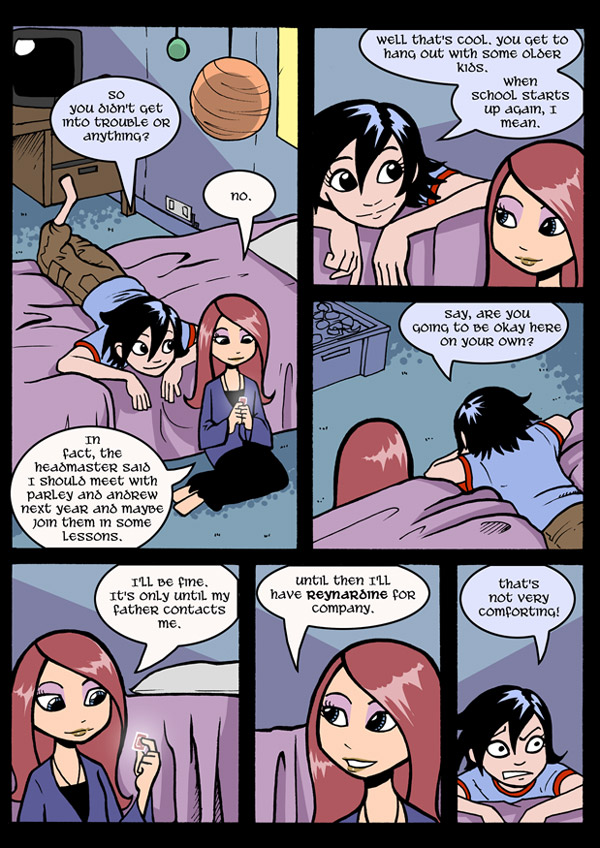 So
you didn't get
into trouble or
anything?
No.
In
fact, the
headmaster said
I should meet with
Parley and Andrew
next year and maybe
join them in some
lessons.
Well that's cool. You get to
hang out with some older
kids.
When
school starts
up again, I
mean.
Say, are you
going to be okay here
on your own?
I'll be fine.
It's only until my
father contacts
me.
Until then I'll
have Reynardine for
company.
That's
not very
comforting!